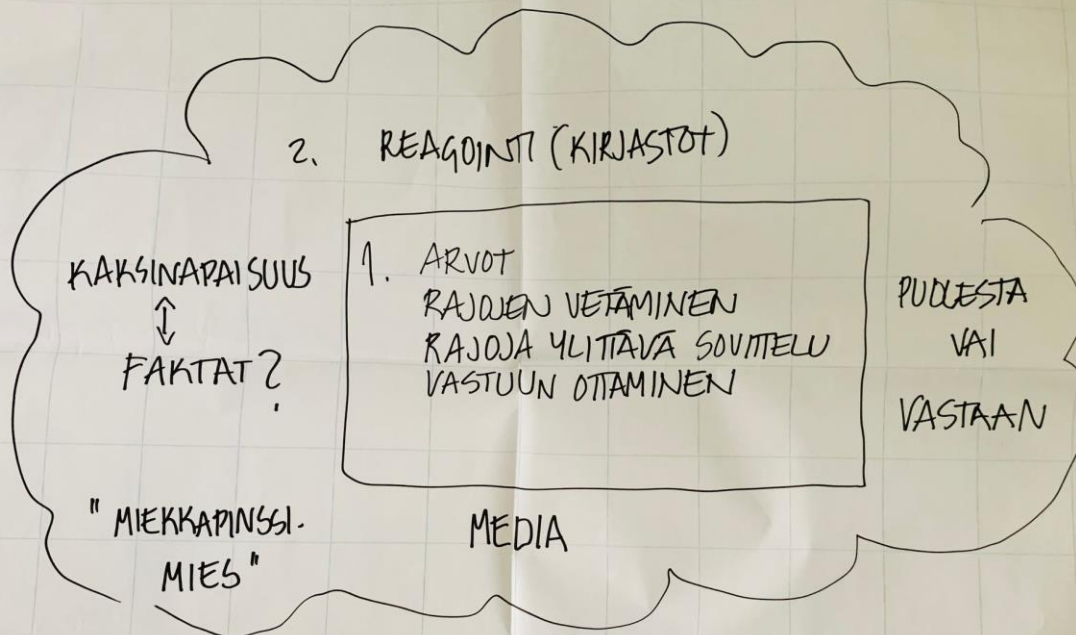 2. REAGOINTI (KIRJASTOT)
KAKSINAPAISUUS
↕
FAKTAT?
1. ARVOT
RAJOJEN VETÄMINEN
RAJOJA YLITTÄVÄ SOVITTELU
VASTUUN OTTAMINEN
PUOLESTA
VAI
VASTAAN
"MIEKKAPINSSI-
MIES"
MEDIA